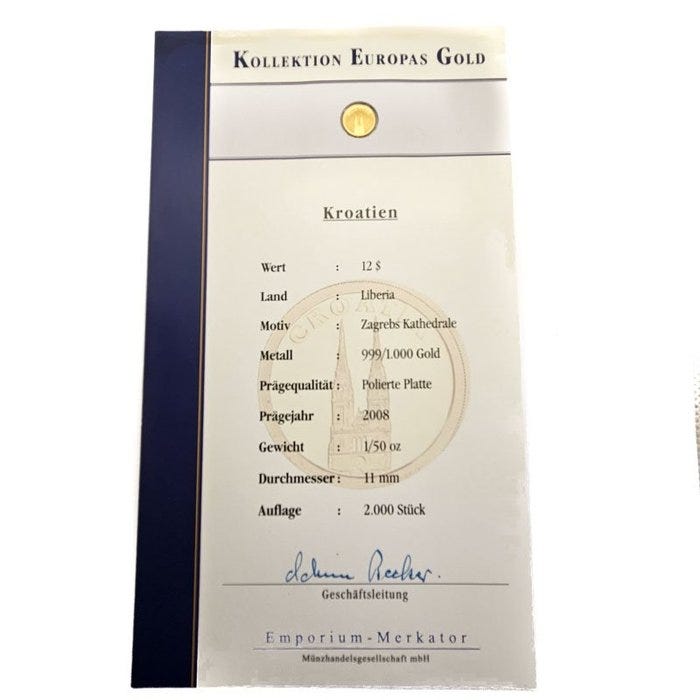 KOLLEKTION EUROPAS GOLD
Kroatien
Wert : 12 $
Land : Liberia
Motiv : Zagrebs Kathedrale
Metall : 999/1.000 Gold
Prägequalität : Polierte Platte
Prägejahr : 2008
Gewicht : 1/50 oz
Durchmesser : 11 mm
Auflage : 2.000 Stück
Geschäftsleitung
Emporium-Merkator
Münzhandelsgesellschaft mbH